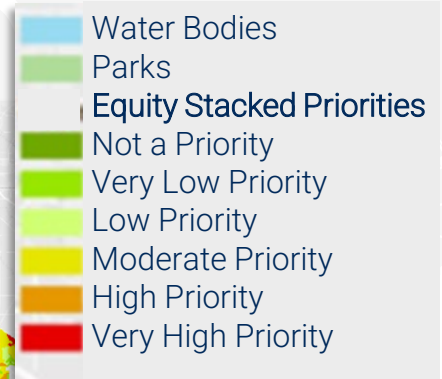 Water Bodies
Parks
Equity Stacked Priorities
Not a Priority
Very Low Priority
Low Priority
Moderate Priority
High Priority
Very High Priority